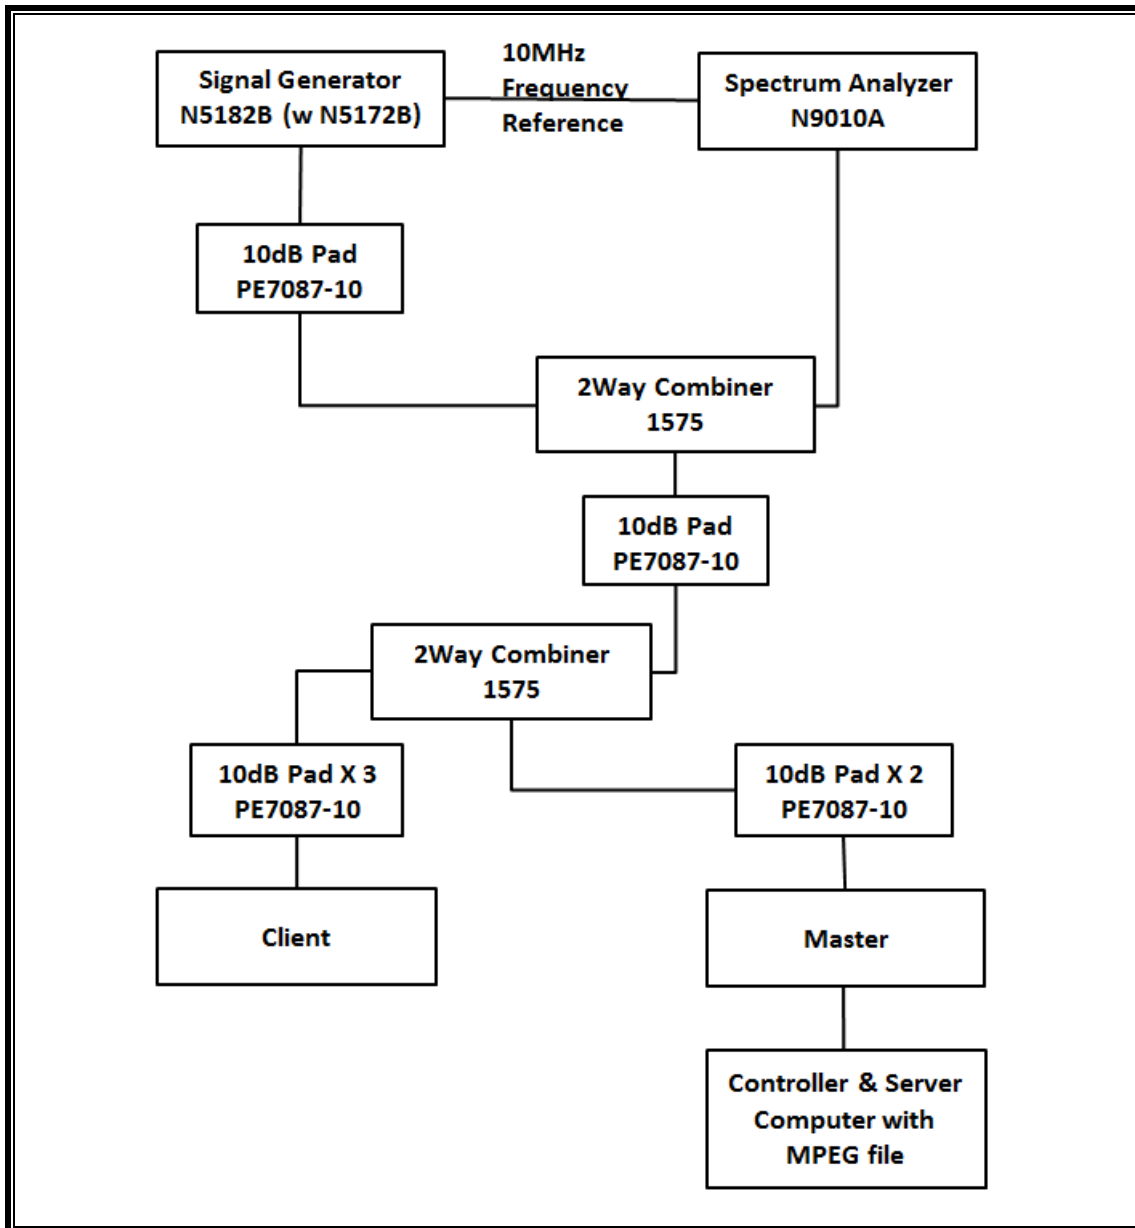 Signal Generator
N5182B (w N5172B)
10MHz
Frequency
Reference
Spectrum Analyzer
N9010A
10dB Pad
PE7087-10
2Way Combiner
1575
10dB Pad
PE7087-10
2Way Combiner
1575
10dB Pad X 3
PE7087-10
10dB Pad X 2
PE7087-10
Client
Master
Controller & Server
Computer with
MPEG file